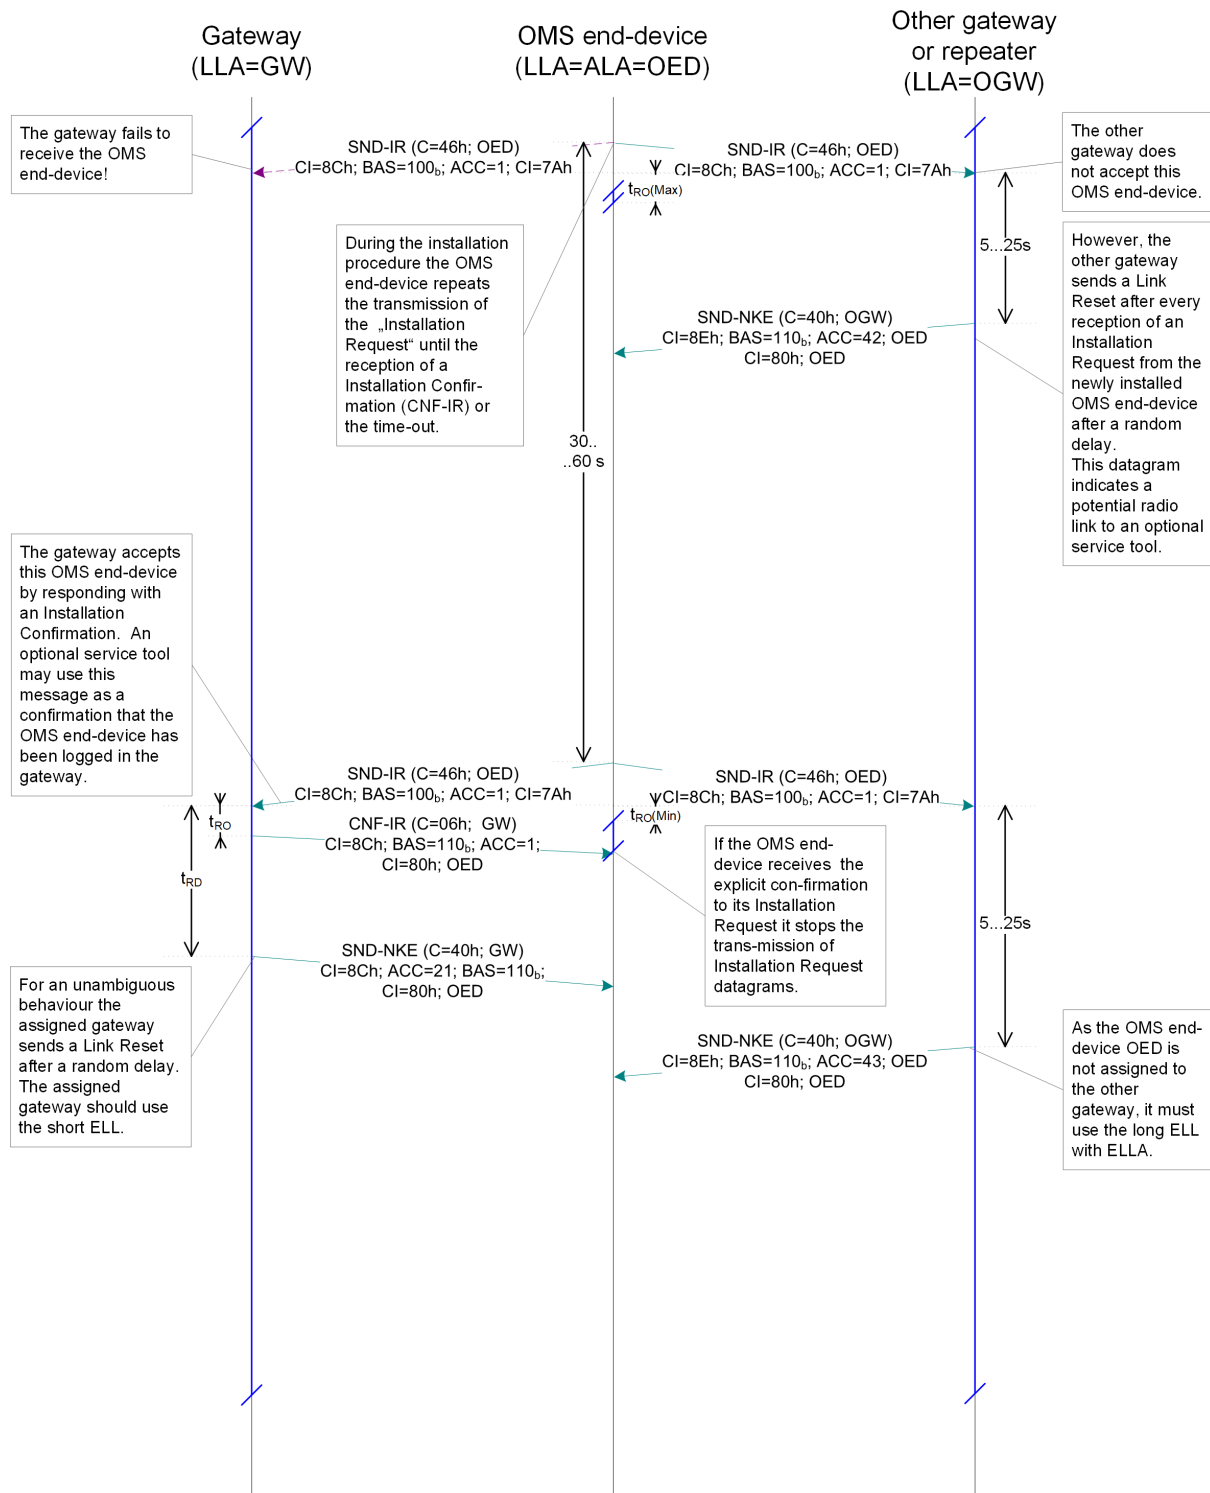 Gateway
(LLA=GW)
OMS end-device
(LLA=ALA=OED)
Other gateway
or repeater
(LLA=OGW)
The gateway fails to
receive the OMS
end-device!
SND-IR (C=46h; OED)
CI=8Ch; BAS=100b; ACC=1; CI=7Ah
SND-IR (C=46h; OED)
CI=8Ch; BAS=100b; ACC=1; CI=7Ah
tRO(Max)
The other
gateway does
not accept this
OMS end-device.
5...25s
During the installation
procedure the OMS
end-device repeats
the transmission of
the „Installation
Request“ until the
reception of a
Installation Confir-
mation (CNF-IR) or
the time-out.
However, the
other gateway
sends a Link
Reset after every
reception of an
Installation
Request from the
newly installed
OMS end-device
after a random
delay.
This datagram
indicates a
potential radio
link to an optional
service tool.
SND-NKE (C=40h; OGW)
CI=8Eh; BAS=110b; ACC=42; OED
CI=80h; OED
30..
..60 s
The gateway accepts
this OMS end-device
by responding with
an Installation
Confirmation.  An
optional service tool
may use this
message as a
confirmation that the
OMS end-device has
been logged in the
gateway.
SND-IR (C=46h; OED)
CI=8Ch; BAS=100b; ACC=1; CI=7Ah
SND-IR (C=46h; OED)
CI=8Ch; BAS=100b; ACC=1; CI=7Ah
tRO
tRO(Min)
CNF-IR (C=06h;  GW)
CI=8Ch; BAS=110b; ACC=1;
CI=80h; OED
tRD
If the OMS end-
device receives  the
explicit con-firmation
to its Installation
Request it stops the
trans-mission of
Installation Request
datagrams.
5...25s
SND-NKE (C=40h; GW)
CI=8Ch; ACC=21; BAS=110b;
CI=80h; OED
For an unambiguous
behaviour the
assigned gateway
sends a Link Reset
after a random delay.
The assigned
gateway should use
the short ELL.
SND-NKE (C=40h; OGW)
CI=8Eh; BAS=110b; ACC=43; OED
CI=80h; OED
As the OMS end-
device OED is
not assigned to
the other
gateway, it must
use the long ELL
with ELLA.